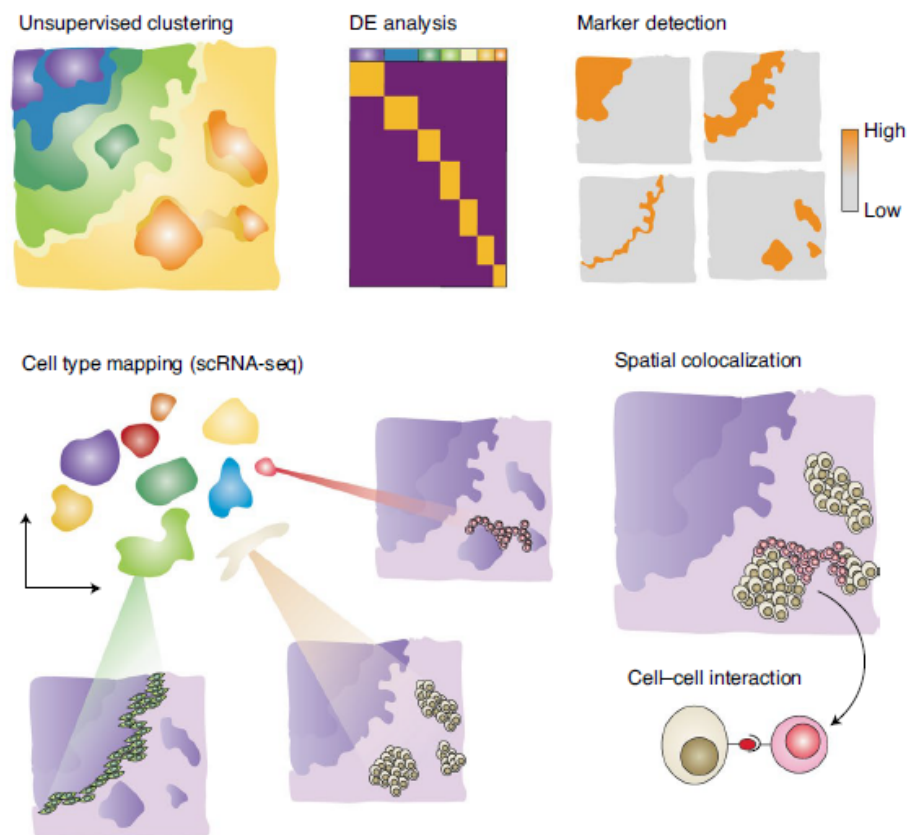 Unsupervised clustering
DE analysis
Marker detection
High
Low
Cell type mapping (scRNA-seq)
Spatial colocalization
Cell–cell interaction